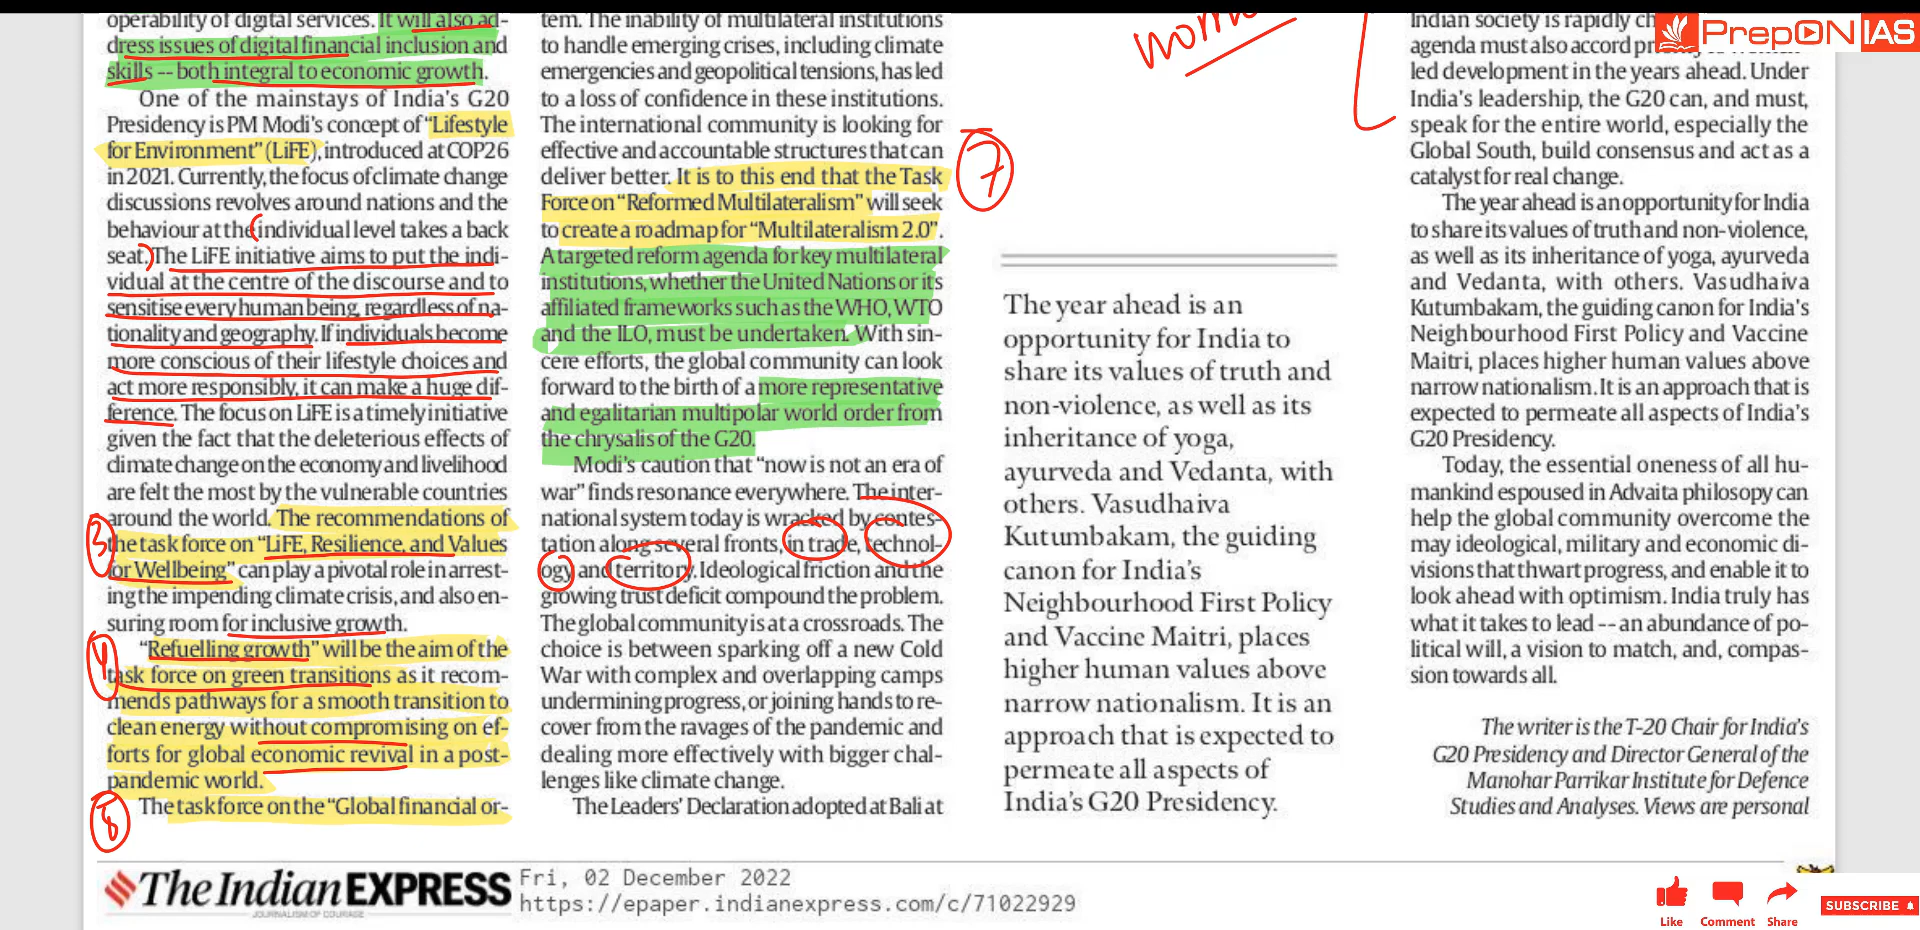 operability of digital services. It will also ad-
dress issues of digital financial inclusion and
skills -- both integral to economic growth.
One of the mainstays of India's G20
Presidency is PM Modi's concept of "Lifestyle
for Environment" (LiFE), introduced at COP26
in 2021. Currently, the focus of climate change
discussions revolves around nations and the
behaviour at the individual level takes a back
seat. The LiFE initiative aims to put the indi-
vidual at the centre of the discourse and to
sensitise every human being, regardless of na-
tionality and geography. If individuals become
more conscious of their lifestyle choices and
act more responsibly, it can make a huge dif-
ference. The focus on LiFE is a timely initiative
given the fact that the deleterious effects of
climate change on the economy and livelihood
are felt the most by the vulnerable countries
around the world. The recommendations of
3 the task force on "LiFE, Resilience, and Values
for Wellbeing" can play a pivotal role in arrest-
ing the impending climate crisis, and also en-
suring room for inclusive growth.
4 "Refuelling growth" will be the aim of the
task force on green transitions as it recom-
mends pathways for a smooth transition to
clean energy without compromising on ef-
forts for global economic revival in a post-
pandemic world.
5 The task force on the "Global financial or-
tem. The inability of multilateral institutions
to handle emerging crises, including climate
emergencies and geopolitical tensions, has led
to a loss of confidence in these institutions.
The international community is looking for
effective and accountable structures that can
deliver better. It is to this end that the Task
Force on "Reformed Multilateralism" will seek
to create a roadmap for "Multilateralism 2.0".
A targeted reform agenda for key multilateral
institutions, whether the United Nations or its
affiliated frameworks such as the WHO, WTO
and the ILO, must be undertaken. With sin-
cere efforts, the global community can look
forward to the birth of a more representative
and egalitarian multipolar world order from
the chrysalis of the G20.
Modi's caution that "now is not an era of
war" finds resonance everywhere. The inter-
national system today is wracked by contes-
tation along several fronts, in trade, technol-
ogy and territory. Ideological friction and the
growing trust deficit compound the problem.
The global community is at a crossroads. The
choice is between sparking off a new Cold
War with complex and overlapping camps
undermining progress, or joining hands to re-
cover from the ravages of the pandemic and
dealing more effectively with bigger chal-
lenges like climate change.
The Leaders' Declaration adopted at Bali at
7
The year ahead is an
opportunity for India to
share its values of truth and
non-violence, as well as its
inheritance of yoga,
ayurveda and Vedanta, with
others. Vasudhaiva
Kutumbakam, the guiding
canon for India's
Neighbourhood First Policy
and Vaccine Maitri, places
higher human values above
narrow nationalism. It is an
approach that is expected to
permeate all aspects of
India's G20 Presidency.
Indian society is rapidly
agenda must also accord
led development in the years ahead. Under
India's leadership, the G20 can, and must,
speak for the entire world, especially the
Global South, build consensus and act as a
catalyst for real change.
The year ahead is an opportunity for India
to share its values of truth and non-violence,
as well as its inheritance of yoga, ayurveda
and Vedanta, with others. Vasudhaiva
Kutumbakam, the guiding canon for India's
Neighbourhood First Policy and Vaccine
Maitri, places higher human values above
narrow nationalism. It is an approach that is
expected to permeate all aspects of India's
G20 Presidency.
Today, the essential oneness of all hu-
mankind espoused in Advaita philosopy can
help the global community overcome the
may ideological, military and economic di-
visions that thwart progress, and enable it to
look ahead with optimism. India truly has
what it takes to lead -- an abundance of po-
litical will, a vision to match, and, compas-
sion towards all.
The writer is the T-20 Chair for India's
G20 Presidency and Director General of the
Manohar Parrikar Institute for Defence
Studies and Analyses. Views are personal
PrepON IAS
The Indian EXPRESS
JOURNALISM OF COURAGE
Fri, 02 December 2022
https://epaper.indianexpress.com/c/71022929
Like Comment Share SUBSCRIBE